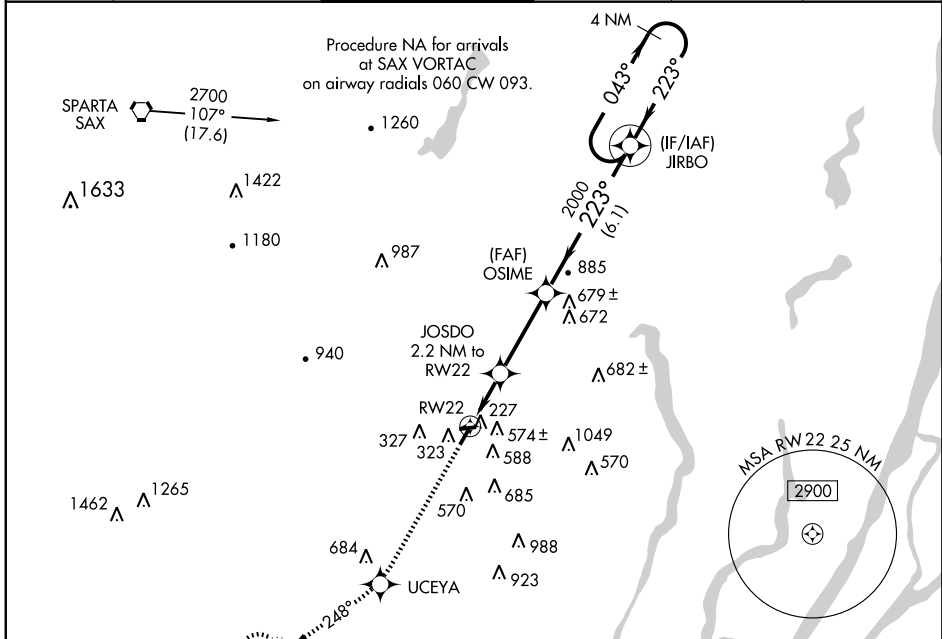 4 NM
Procedure NA for arrivals
at SAX VORTAC
on airway radials 060 CW 093.
043°
223°
SPARTA
SAX
2700
107°
(17.6)
1260
(IF/IAF)
JIRBO
1633
1422
2000
223°
(6.1)
1180
987
(FAF)
OSIME
885
679 ±
672
JOSDO
2.2 NM to
RW22
940
682 ±
RW22
227
327
323
574 ±
1049
588
570
MSA RW 22 25 NM
2900
1462
1265
570
685
684
988
923
UCEYA
248°